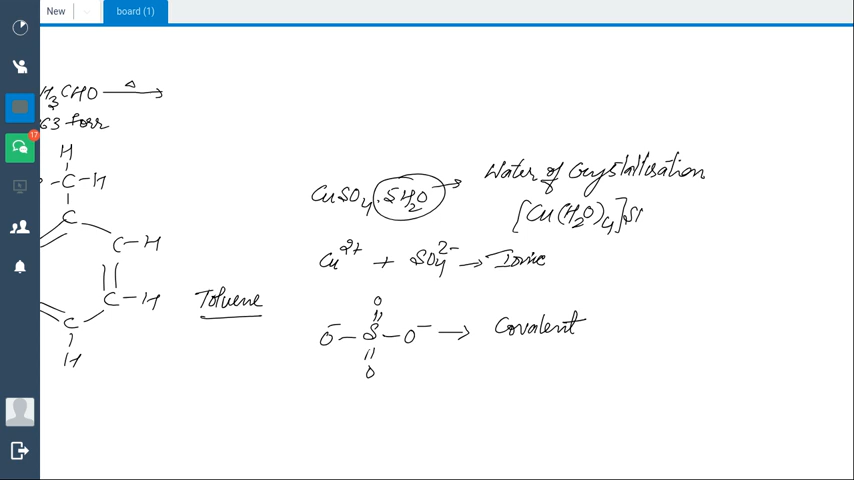 New
board (1)
17
H3CHO Δ→
63 torr
H
-C-H
C
C-H
C-H
C
H
Toluene
CuSO4.5H2O → Water of Crystallisation
[Cu(H2O)4]S
Cu2+ + SO42- → Ionic
O
O- - S - O- → Covalent
O